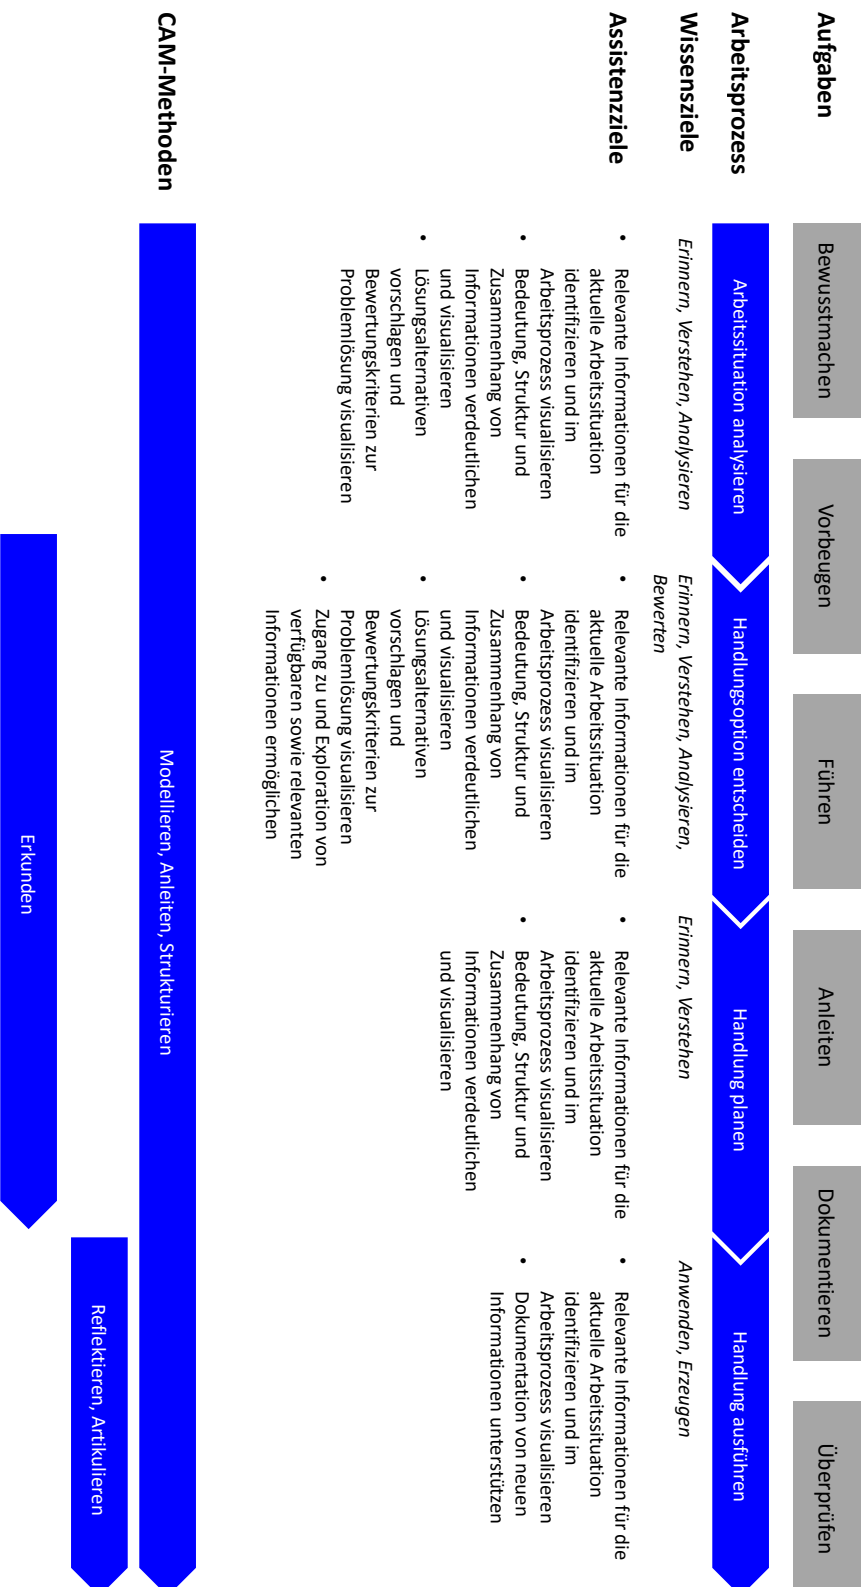 Aufgaben
Bewusstmachen
Vorbeugen
Führen
Anleiten
Dokumentieren
Überprüfen
Arbeitsprozess
Arbeitssituation analysieren
Handlungsoption entscheiden
Handlung planen
Handlung ausführen
Wissensziele
Erinnern, Verstehen, Analysieren
Erinnern, Verstehen, Analysieren,
Bewerten
Erinnern, Verstehen
Anwenden, Erzeugen
Assistenzziele
• Relevante Informationen für die
aktuelle Arbeitssituation
identifizieren und im
Arbeitsprozess visualisieren
• Bedeutung, Struktur und
Zusammenhang von
Informationen verdeutlichen
und visualisieren
• Lösungsalternativen
vorschlagen und
Bewertungskriterien zur
Problemlösung visualisieren
• Relevante Informationen für die
aktuelle Arbeitssituation
identifizieren und im
Arbeitsprozess visualisieren
• Bedeutung, Struktur und
Zusammenhang von
Informationen verdeutlichen
und visualisieren
• Lösungsalternativen
vorschlagen und
Bewertungskriterien zur
Problemlösung visualisieren
• Zugang zu und Exploration von
verfügbaren sowie relevanten
Informationen ermöglichen
• Relevante Informationen für die
aktuelle Arbeitssituation
identifizieren und im
Arbeitsprozess visualisieren
• Bedeutung, Struktur und
Zusammenhang von
Informationen verdeutlichen
und visualisieren
• Relevante Informationen für die
aktuelle Arbeitssituation
identifizieren und im
Arbeitsprozess visualisieren
• Dokumentation von neuen
Informationen unterstützen
CAM-Methoden
Modellieren, Anleiten, Strukturieren
Reflektieren, Artikulieren
Erkunden